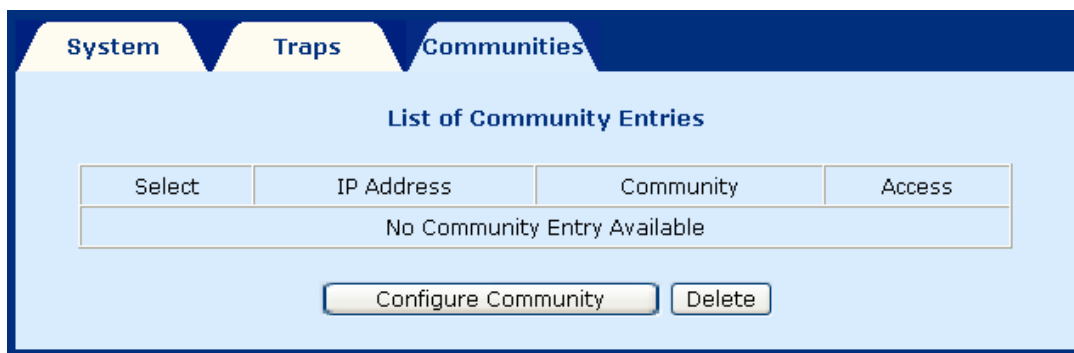 System Traps Communities
List of Community Entries
Select IP Address Community Access
No Community Entry Available
Configure Community Delete